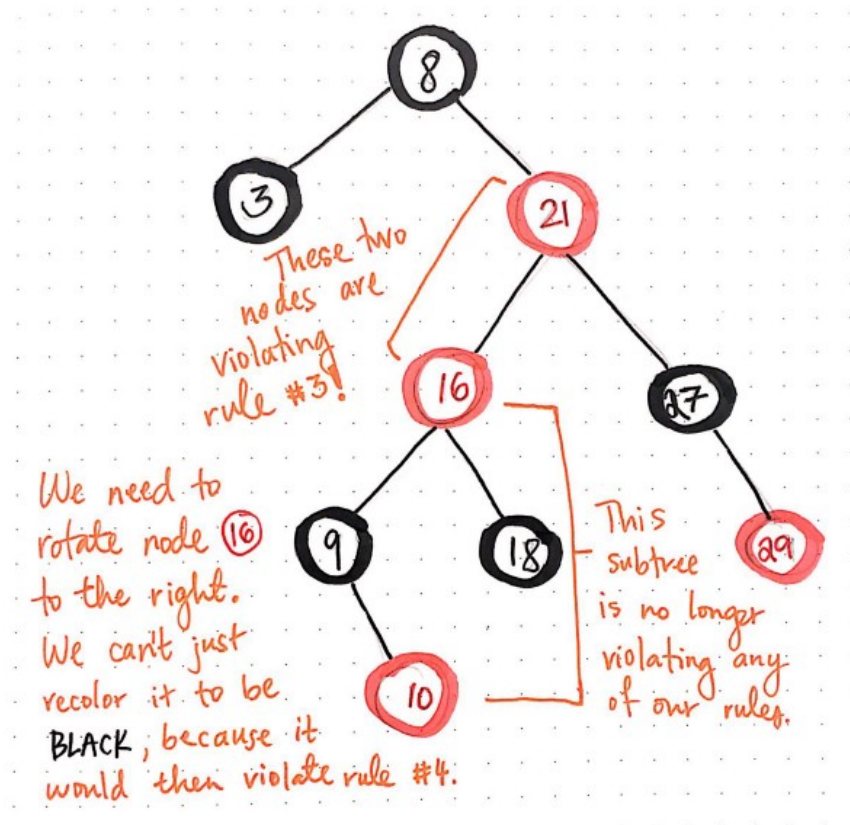 8
3
21
These two
nodes are
violating
rule #3!
16
27
We need to
rotate node 16
to the right.
We can't just
recolor it to be
BLACK, because it
would then violate rule #4.
9
18
29
10
This
subtree
is no longer
violating any
of our rules.